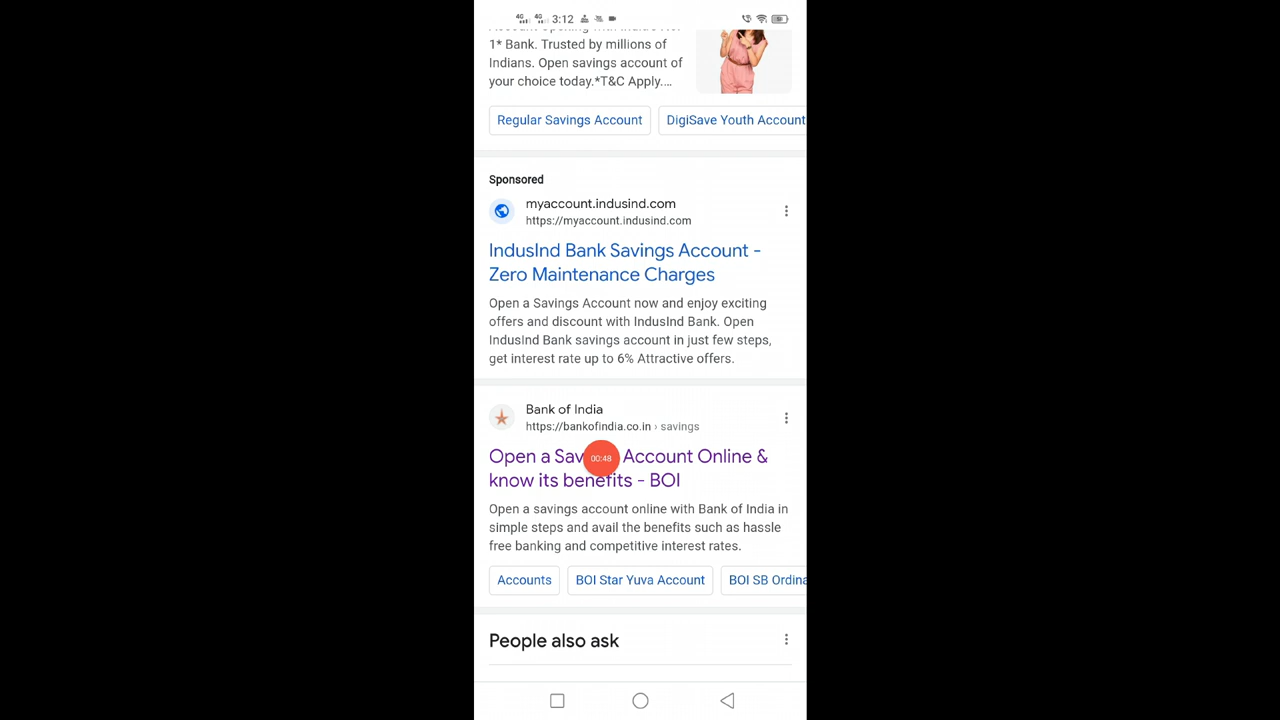 4G 4G 3:12
1* Bank. Trusted by millions of
Indians. Open savings account of
your choice today.*T&C Apply....
Regular Savings Account
DigiSave Youth Account
Sponsored
myaccount.indusind.com
https://myaccount.indusind.com
IndusInd Bank Savings Account -
Zero Maintenance Charges
Open a Savings Account now and enjoy exciting
offers and discount with IndusInd Bank. Open
IndusInd Bank savings account in just few steps,
get interest rate up to 6% Attractive offers.
Bank of India
https://bankofindia.co.in › savings
Open a Sav 00:48 Account Online &
know its benefits - BOI
Open a savings account online with Bank of India in
simple steps and avail the benefits such as hassle
free banking and competitive interest rates.
Accounts
BOI Star Yuva Account
BOI SB Ordina
People also ask